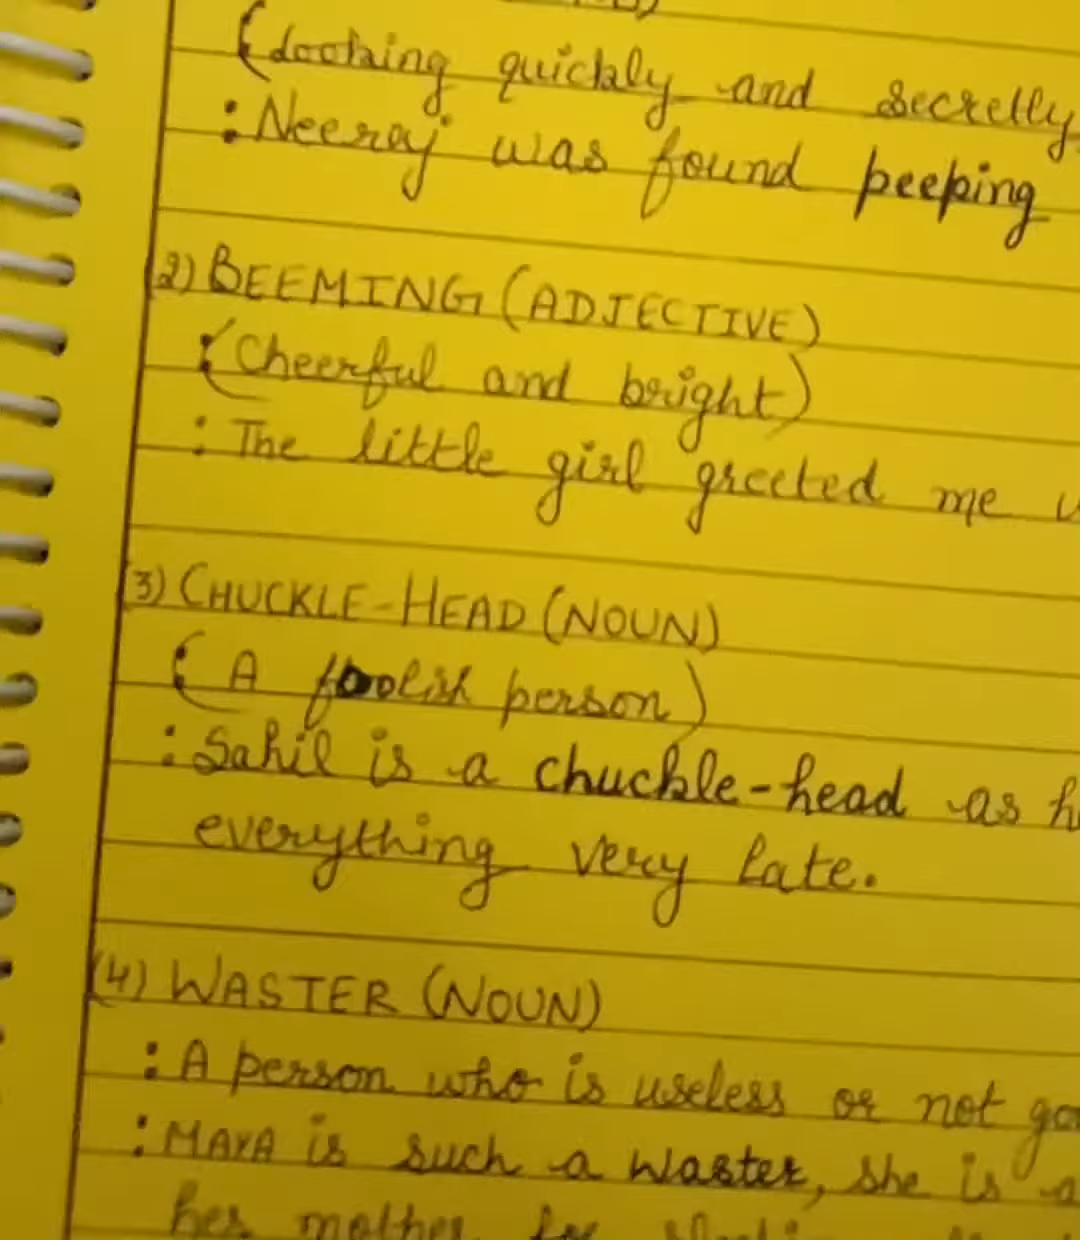 (Looking quickly and secretly
: Neeraj was found peeping
2) BEEMING (ADJECTIVE)
: (Cheerful and bright)
: The little girl greeted me
3) CHUCKLE-HEAD (NOUN)
: (A foolish person)
: Sahil is a chuckle-head as
everything very late.
(4) WASTER (NOUN)
: A person who is useless or not
: MAYA is such a waster, she is a
her mother